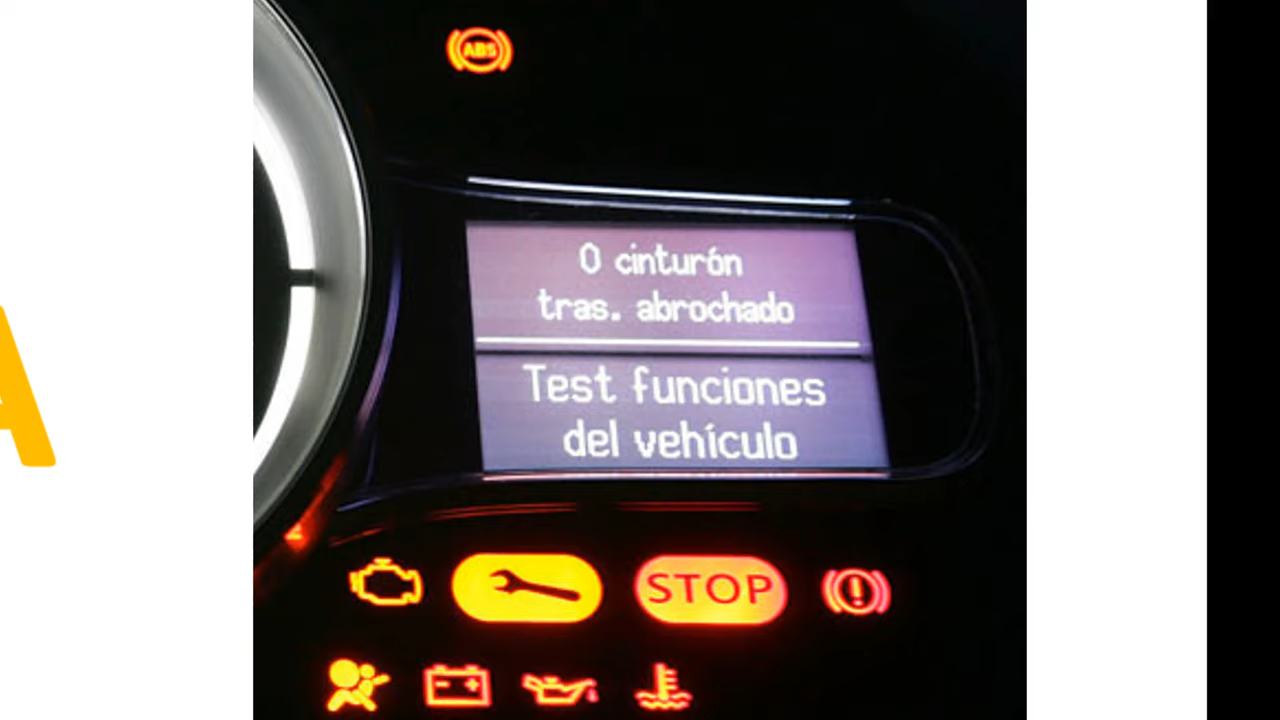 A
ABS
0 cinturón
tras. abrochado
Test funciones
del vehículo
STOP